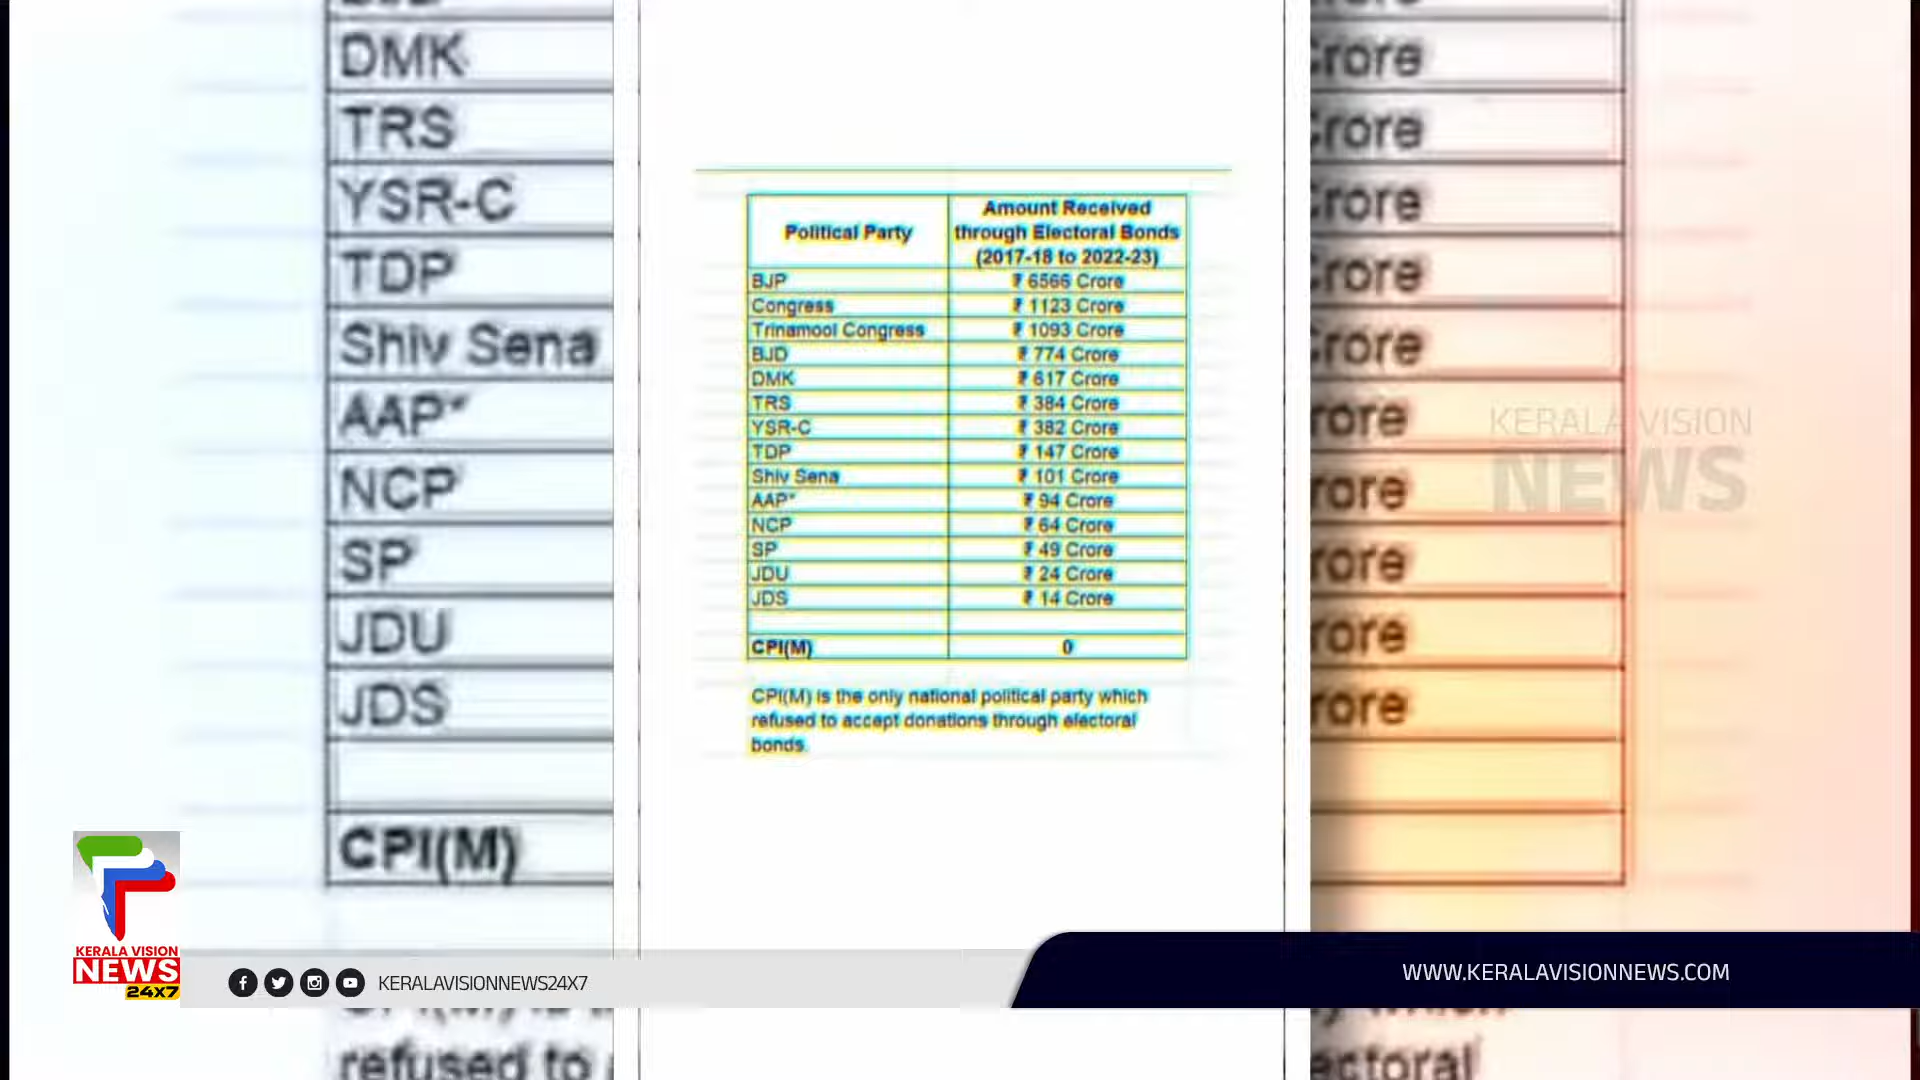 DMK
TRS
YSR-C
TDP
Shiv Sena
AAP*
NCP
SP
JDU
JDS
CPI(M)
refused to
Political Party
Amount Received
through Electoral Bonds
(2017-18 to 2022-23)
BJP ₹ 6566 Crore
Congress ₹ 1123 Crore
Trinamool Congress ₹ 1093 Crore
BJD ₹ 774 Crore
DMK ₹ 617 Crore
TRS ₹ 384 Crore
YSR-C ₹ 382 Crore
TDP ₹ 147 Crore
Shiv Sena ₹ 101 Crore
AAP* ₹ 94 Crore
NCP ₹ 64 Crore
SP ₹ 49 Crore
JDU ₹ 24 Crore
JDS ₹ 14 Crore
CPI(M) 0
CPI(M) is the only national political party which
refused to accept donations through electoral
bonds.
Crore
Crore
Crore
Crore
Crore
rore
rore
rore
rore
rore
ectoral
KERALA VISION
NEWS
KERALA VISION
NEWS
24X7
KERALAVISIONNEWS24X7
WWW.KERALAVISIONNEWS.COM